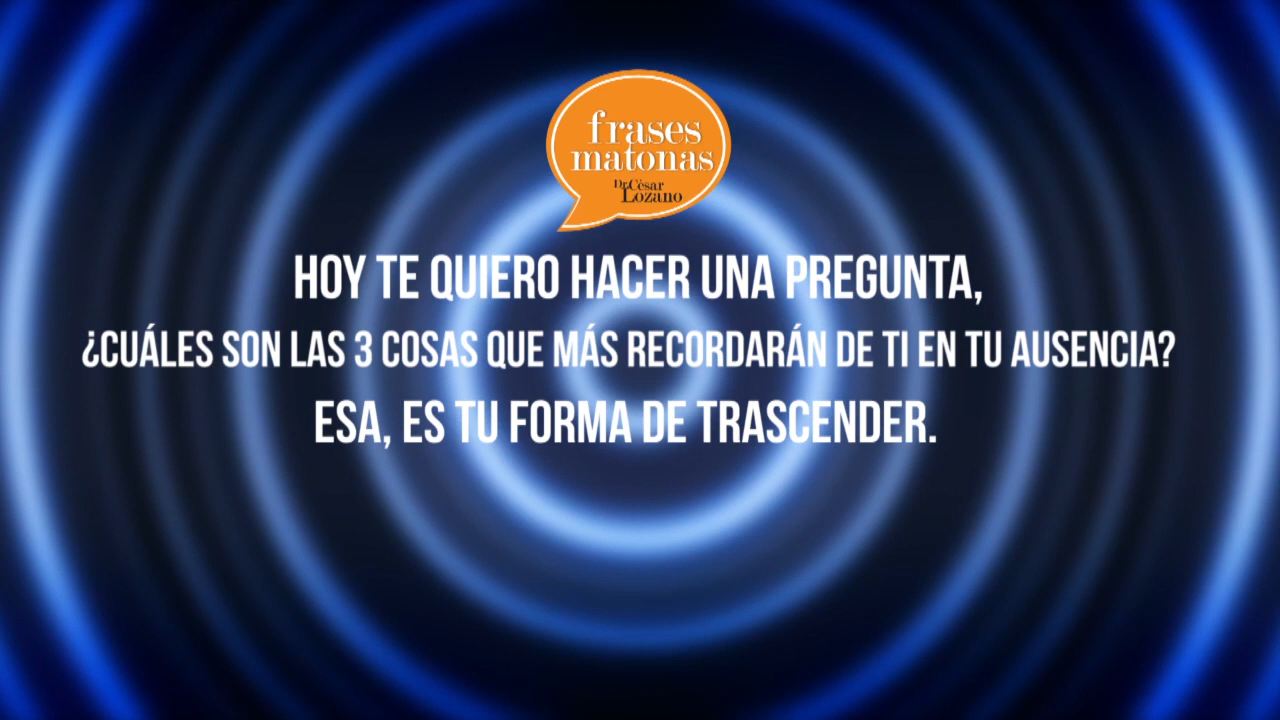 frases
matonas
Dr. César
Lozano
HOY TE QUIERO HACER UNA PREGUNTA,
¿CUÁLES SON LAS 3 COSAS QUE MÁS RECORDARÁN DE TI EN TU AUSENCIA?
ESA, ES TU FORMA DE TRASCENDER.